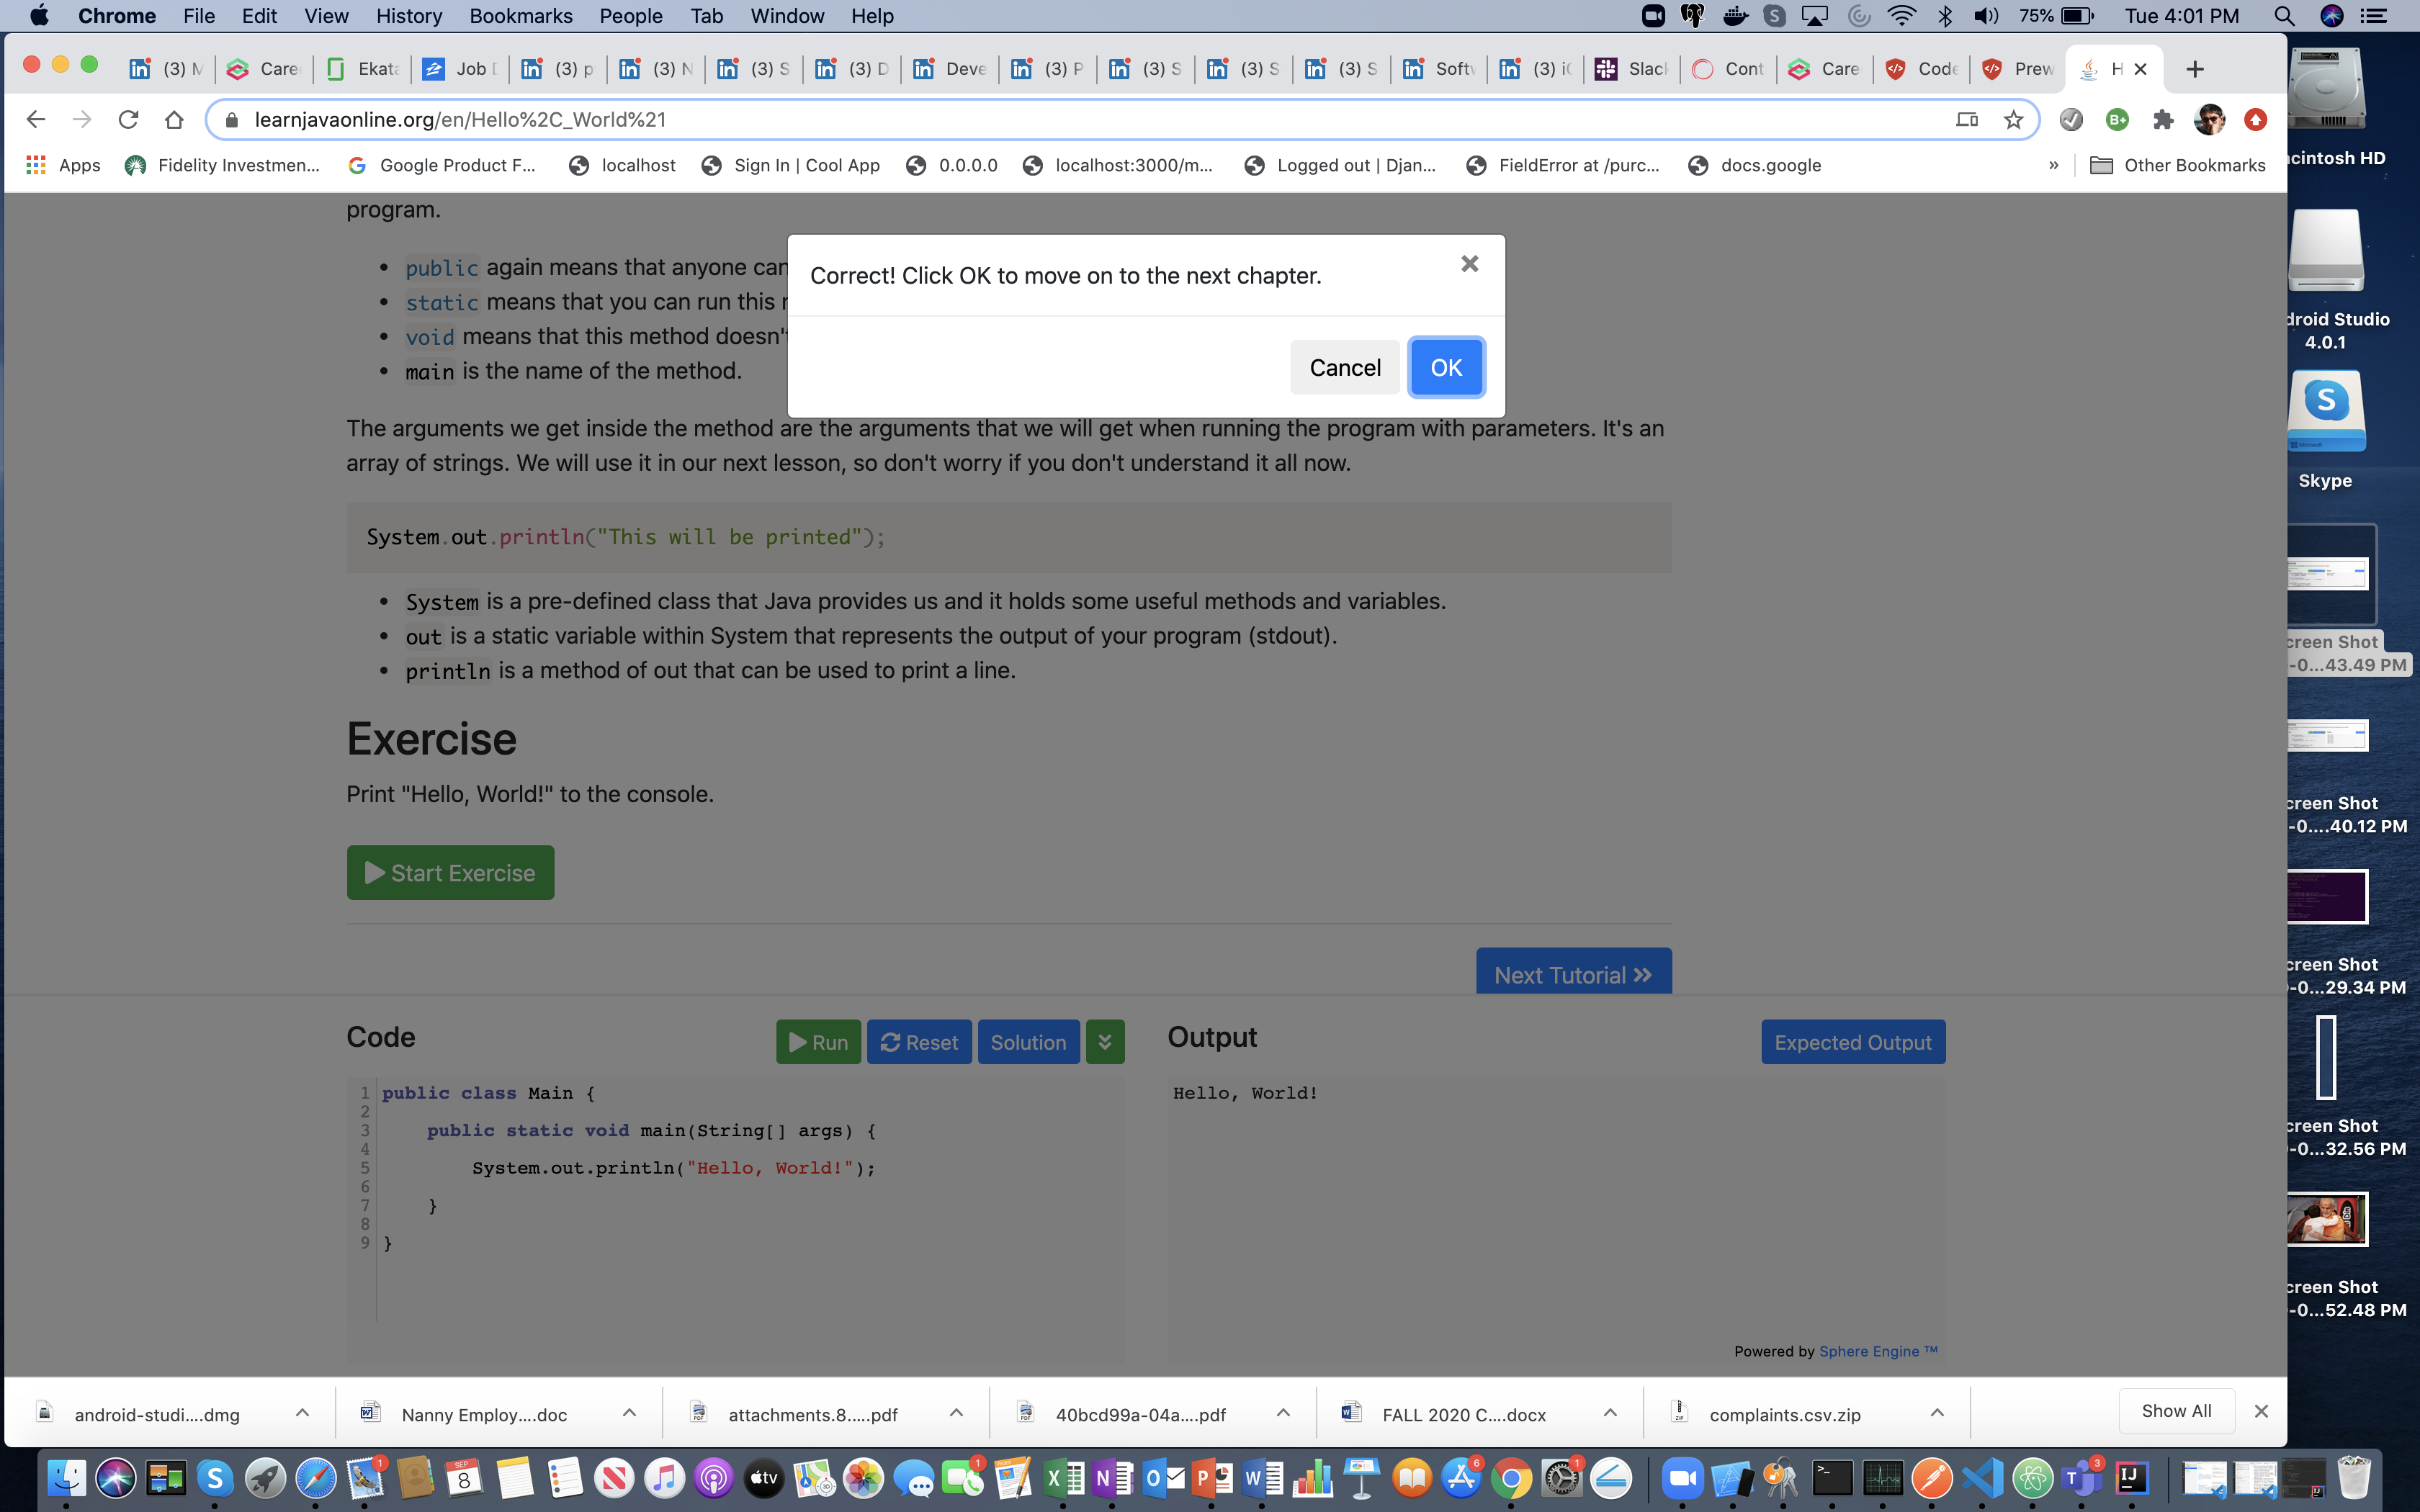 Chrome File Edit View History Bookmarks People Tab Window Help 75% Tue 4:01 PM
(3) Care Ekata Job (3) p (3) N (3) S (3) D Deve (3) P (3) S (3) S (3) S Soft (3) Slac Cont Care Code Prew H
learnjavaonline.org/en/Hello%2C_World%21
Apps Fidelity Investmen... Google Product F... localhost Sign In | Cool App 0.0.0.0 localhost:3000/m... Logged out | Djan... FieldError at /purc... docs.google » Other Bookmarks
program.
Correct! Click OK to move on to the next chapter.
Cancel OK
• public again means that anyone can
• static means that you can run this
• void means that this method doesn't
• main is the name of the method.
The arguments we get inside the method are the arguments that we will get when running the program with parameters. It's an
array of strings. We will use it in our next lesson, so don't worry if you don't understand it all now.
System.out.println("This will be printed");
• System is a pre-defined class that Java provides us and it holds some useful methods and variables.
• out is a static variable within System that represents the output of your program (stdout).
• println is a method of out that can be used to print a line.
Exercise
Print "Hello, World!" to the console.
Start Exercise
Next Tutorial
Code Run Reset Solution
1 public class Main {
2
3 public static void main(String[] args) {
4
5 System.out.println("Hello, World!");
6
7 }
8
9 }
Output Expected Output
Hello, World!
Powered by Sphere Engine ™
android-studi....dmg Nanny Employ....doc attachments.8.....pdf 40bcd99a-04a....pdf FALL 2020 C....docx complaints.csv.zip Show All
cintosh HD
droid Studio
4.0.1
Skype
creen Shot
-0...43.49 PM
creen Shot
-0....40.12 PM
creen Shot
-0...29.34 PM
creen Shot
-0...32.56 PM
creen Shot
-0...52.48 PM
SEP
8
tv